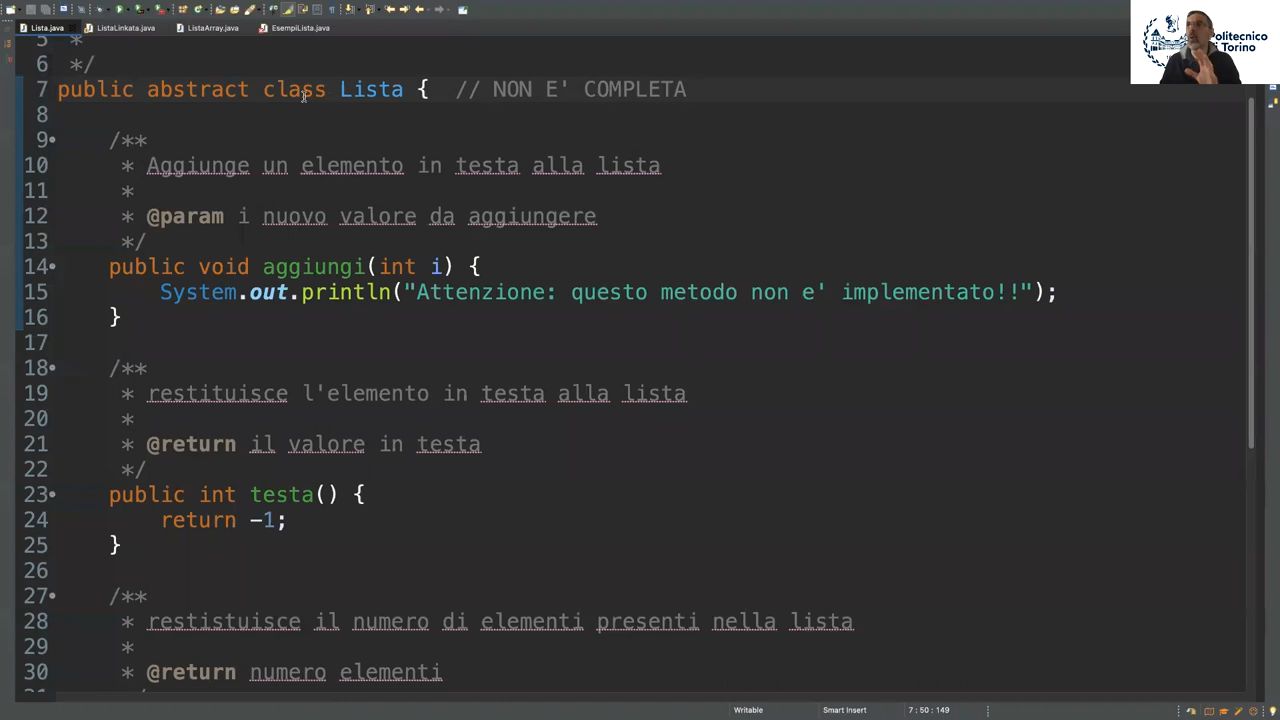 Lista.java ListaLinkata.java ListaArray.java EsempiLista.java
Politecnico
di Torino
5 *
6 */
7 public abstract class Lista { // NON E' COMPLETA
8
9 /**
10 * Aggiunge un elemento in testa alla lista
11 *
12 * @param i nuovo valore da aggiungere
13 */
14 public void aggiungi(int i) {
15 System.out.println("Attenzione: questo metodo non e' implementato!!");
16 }
17
18 /**
19 * restituisce l'elemento in testa alla lista
20 *
21 * @return il valore in testa
22 */
23 public int testa() {
24 return -1;
25 }
26
27 /**
28 * restistuisce il numero di elementi presenti nella lista
29 *
30 * @return numero elementi
Writable Smart Insert 7 : 50 : 149